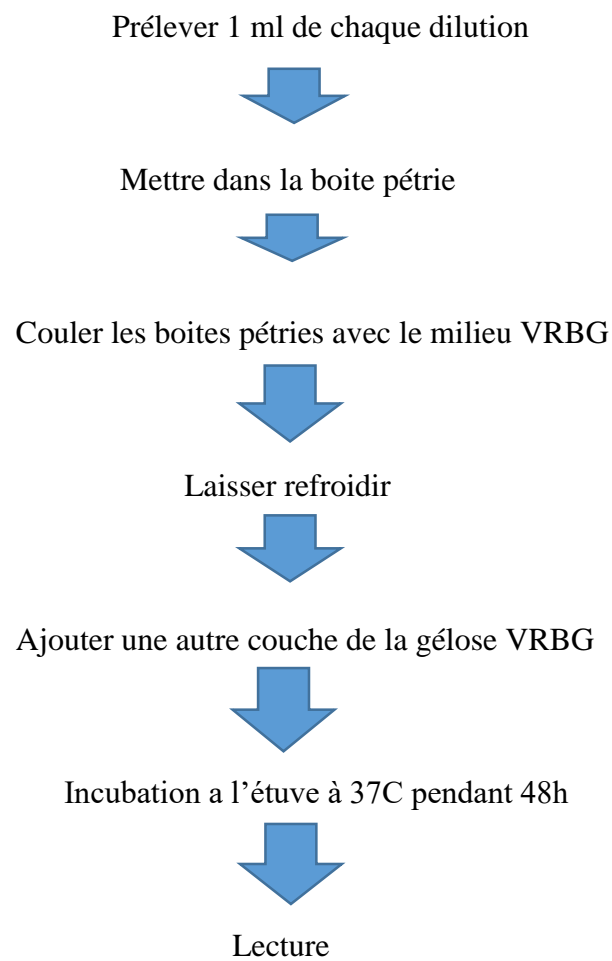 Prélever 1 ml de chaque dilution
Mettre dans la boite pétrie
Couler les boites pétries avec le milieu VRBG
Laisser refroidir
Ajouter une autre couche de la gélose VRBG
Incubation a l’étuve à 37C pendant 48h
Lecture